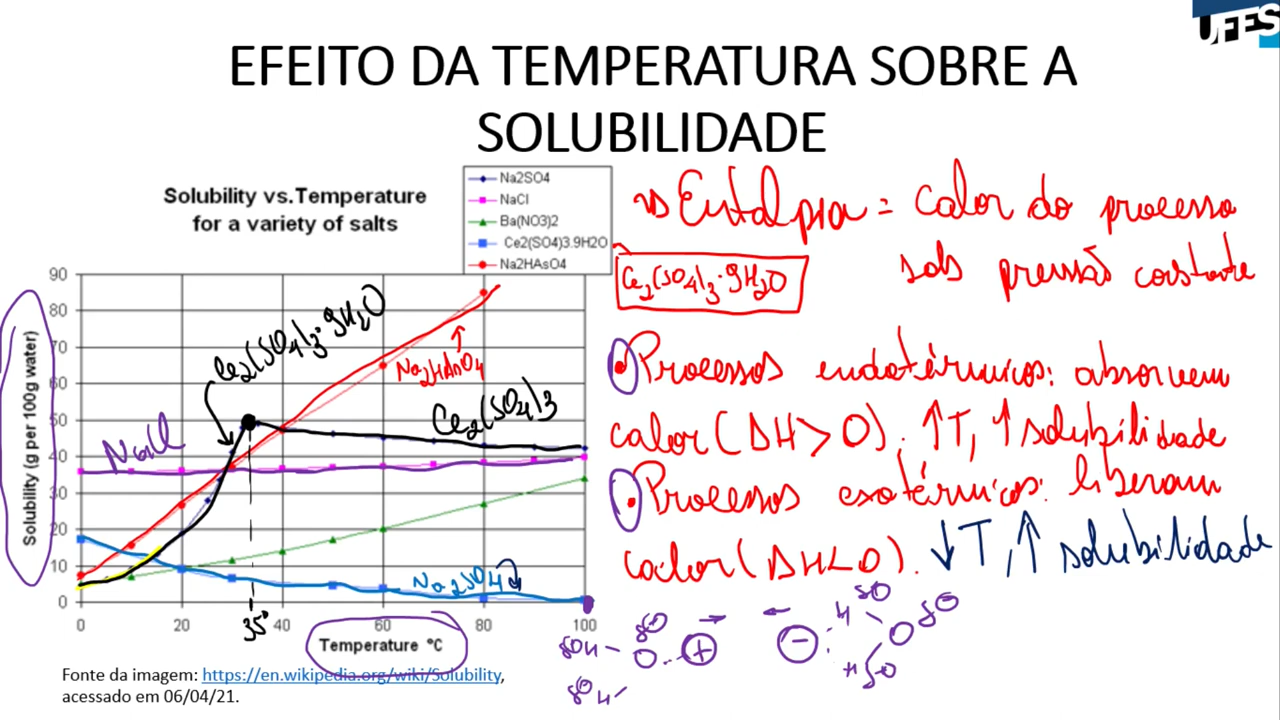 UFES
EFEITO DA TEMPERATURA SOBRE A
SOLUBILIDADE
Solubility vs.Temperature
for a variety of salts
Na2SO4
NaCl
Ba(NO3)2
Ce2(SO4)3.9H2O
Na2HAsO4
Solubility (g per 100g water)
90
80
70
60
50
40
30
20
10
0
0 20 40 60 80 100
Temperature °C
NaCl
Ce2(SO4)3·9H2O
Na2HAsO4
Ce2(SO4)3
Na2SO4
35°
Entalpia = calor do processo
sob pressão constante
Ce2(SO4)3·9H2O
• Processos endotérmicos: absorvem
calor (ΔH>0). ↑T, ↑ solubilidade
• Processos exotérmicos: liberam
calor (ΔH<0). ↓T, ↑ solubilidade
δ⊕H δ⊖ O + − H δ⊕ O δ⊖
δ⊕H H δ⊕
Fonte da imagem: https://en.wikipedia.org/wiki/Solubility,
acessado em 06/04/21.